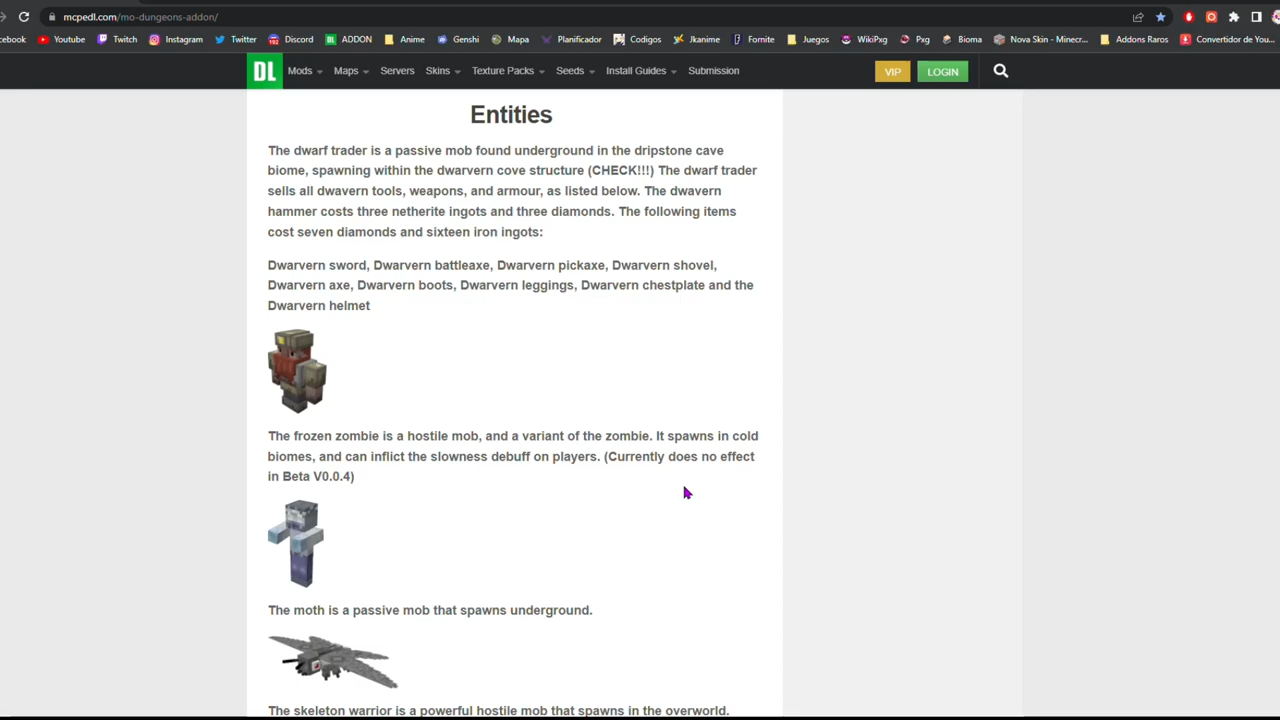 mcpedl.com/mo-dungeons-addon/
cebook Youtube Twitch Instagram Twitter Discord ADDON Anime Genshi Mapa Planificador Codigos Jkanime Fornite Juegos WikiPxg Pxg Bioma Nova Skin - Minecr... Addons Raros Convertidor de You...
DL Mods Maps Servers Skins Texture Packs Seeds Install Guides Submission VIP LOGIN
Entities
The dwarf trader is a passive mob found underground in the dripstone cave
biome, spawning within the dwarvern cove structure (CHECK!!!) The dwarf trader
sells all dwavern tools, weapons, and armour, as listed below. The dwavern
hammer costs three netherite ingots and three diamonds. The following items
cost seven diamonds and sixteen iron ingots:
Dwarvern sword, Dwarvern battleaxe, Dwarvern pickaxe, Dwarvern shovel,
Dwarvern axe, Dwarvern boots, Dwarvern leggings, Dwarvern chestplate and the
Dwarvern helmet
The frozen zombie is a hostile mob, and a variant of the zombie. It spawns in cold
biomes, and can inflict the slowness debuff on players. (Currently does no effect
in Beta V0.0.4)
The moth is a passive mob that spawns underground.
The skeleton warrior is a powerful hostile mob that spawns in the overworld.